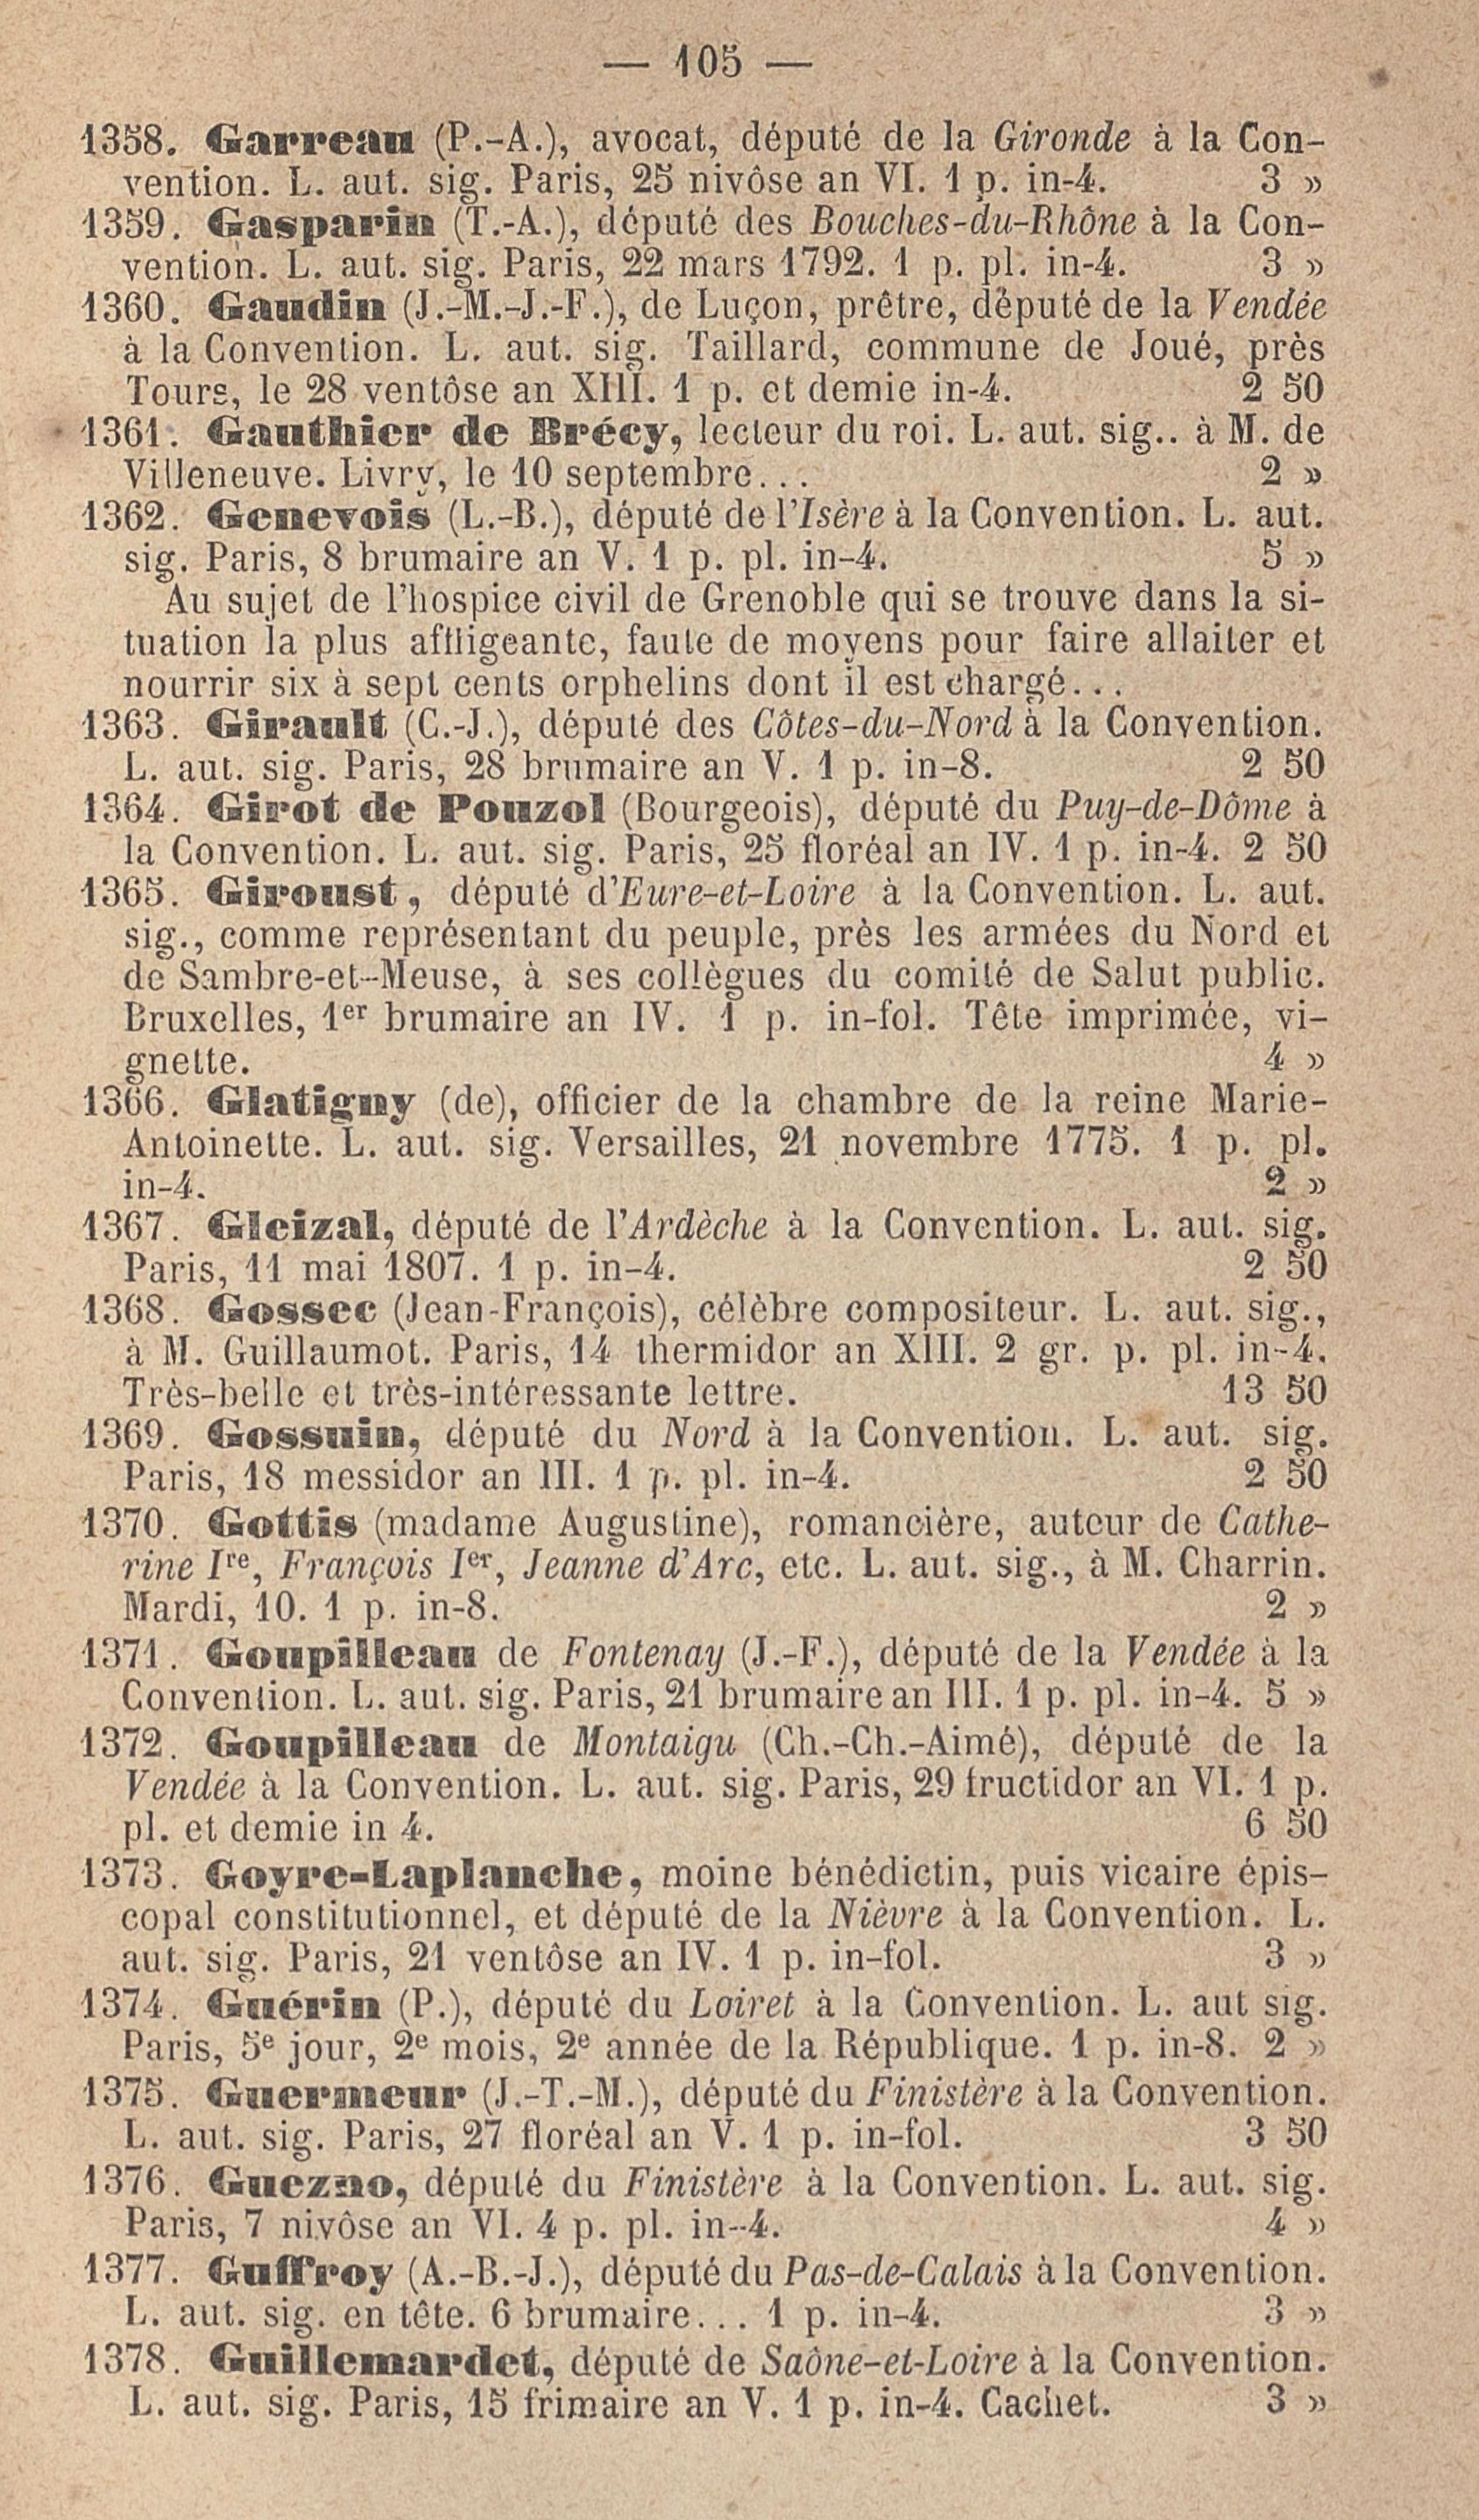 — 105 —
1358. Garreau (P.-A.), avocat, député de la Gironde à la Con-
vention. L. aut. sig. Paris, 25 nivôse an VI. 1 p. in-4. 3 »
1359. Gasparin (T.-A.), député des Bouches-du-Rhône à la Con-
vention. L. aut. sig. Paris, 22 mars 1792. 1 p. pl. in-4. 3 »
1360. Gaudin (J.-M.-J.-F.), de Luçon, prêtre, député de la Vendée
à la Convention. L. aut. sig. Taillard, commune de Joué, près
Tours, le 28 ventôse an XIII. 1 p. et demie in-4. 2 50
1361. Gauthier de Brécy, lecteur du roi. L. aut. sig.. à M. de
Villeneuve. Livry, le 10 septembre... 2 »
1362. Genevois (L.-B.), député de l'Isère à la Convention. L. aut.
sig. Paris, 8 brumaire an V. 1 p. pl. in-4. 5 »
Au sujet de l'hospice civil de Grenoble qui se trouve dans la si-
tuation la plus affligeante, faute de moyens pour faire allaiter et
nourrir six à sept cents orphelins dont il est chargé...
1363. Girault (C.-J.), député des Côtes-du-Nord à la Convention.
L. aut. sig. Paris, 28 brumaire an V. 1 p. in-8. 2 50
1364. Girot de Pouzol (Bourgeois), député du Puy-de-Dôme à
la Convention. L. aut. sig. Paris, 25 floréal an IV. 1 p. in-4. 2 50
1365. Giroust, député d'Eure-et-Loire à la Convention. L. aut.
sig., comme représentant du peuple, près les armées du Nord et
de Sambre-et-Meuse, à ses collègues du comité de Salut public.
Bruxelles, 1er brumaire an IV. 1 p. in-fol. Tête imprimée, vi-
gnette. 4 »
1366. Glatigny (de), officier de la chambre de la reine Marie-
Antoinette. L. aut. sig. Versailles, 21 novembre 1775. 1 p. pl.
in-4. 2 »
1367. Gleizal, député de l'Ardèche à la Convention. L. aut. sig.
Paris, 11 mai 1807. 1 p. in-4. 2 50
1368. Gossec (Jean-François), célèbre compositeur. L. aut. sig.,
à M. Guillaumot. Paris, 14 thermidor an XIII. 2 gr. p. pl. in-4.
Très-belle et très-intéressante lettre. 13 50
1369. Gossuin, député du Nord à la Convention. L. aut. sig.
Paris, 18 messidor an III. 1 p. pl. in-4. 2 50
1370. Gottis (madame Augustine), romancière, auteur de Cathe-
rine Ire, François Ier, Jeanne d'Arc, etc. L. aut. sig., à M. Charrin.
Mardi, 10. 1 p. in-8. 2 »
1371. Goupilleau de Fontenay (J.-F.), député de la Vendée à la
Convention. L. aut. sig. Paris, 21 brumaire an III. 1 p. pl. in-4. 5 »
1372. Goupilleau de Montaigu (Ch.-Ch.-Aimé), député de la
Vendée à la Convention. L. aut. sig. Paris, 29 fructidor an VI. 1 p.
pl. et demie in 4. 6 50
1373. Goyre-Laplanche, moine bénédictin, puis vicaire épis-
copal constitutionnel, et député de la Nièvre à la Convention. L.
aut. sig. Paris, 21 ventôse an IV. 1 p. in-fol. 3 »
1374. Guérin (P.), député du Loiret à la Convention. L. aut sig.
Paris, 5e jour, 2e mois, 2e année de la République. 1 p. in-8. 2 »
1375. Guermeur (J.-T.-M.), député du Finistère à la Convention.
L. aut. sig. Paris, 27 floréal an V. 1 p. in-fol. 3 50
1376. Guezno, député du Finistère à la Convention. L. aut. sig.
Paris, 7 nivôse an VI. 4 p. pl. in-4. 4 »
1377. Guffroy (A.-B.-J.), député du Pas-de-Calais à la Convention.
L. aut. sig. en tête. 6 brumaire... 1 p. in-4. 3 »
1378. Guillemardet, député de Saône-et-Loire à la Convention.
L. aut. sig. Paris, 15 frimaire an V. 1 p. in-4. Cachet. 3 »